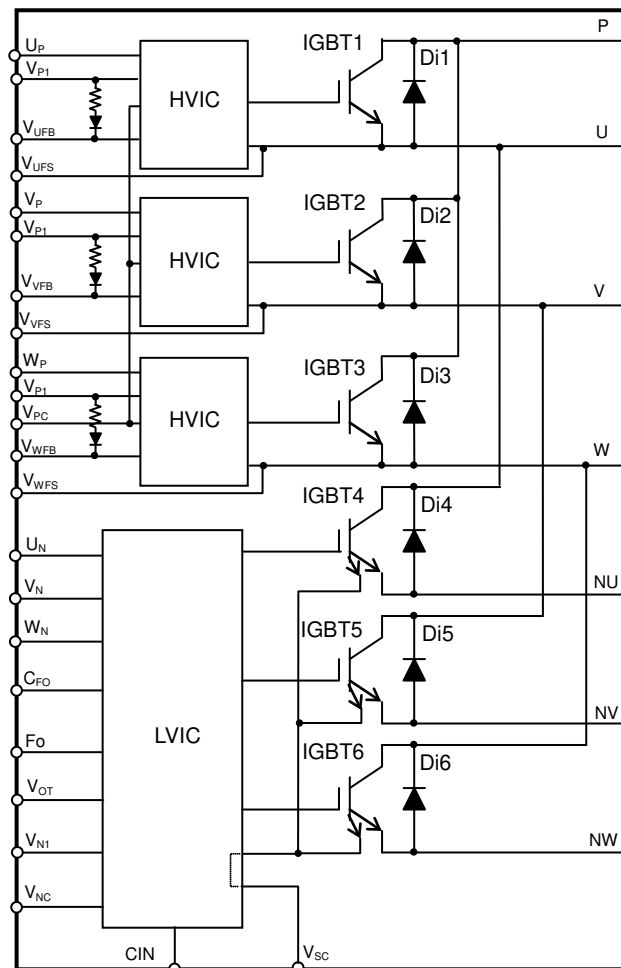 IGBT1
P
U_P
V_P1
HVIC
Di1
V_UFB
U
V_UFS
IGBT2
V_P
V_P1
HVIC
Di2
V_VFB
V
V_VFS
IGBT3
W_P
V_P1
HVIC
Di3
V_PC
V_WFB
W
V_WFS
IGBT4
Di4
U_N
NU
V_N
W_N
IGBT5
Di5
C_FO
LVIC
NV
Fo
IGBT6
Di6
V_OT
V_N1
NW
V_NC
CIN
V_SC